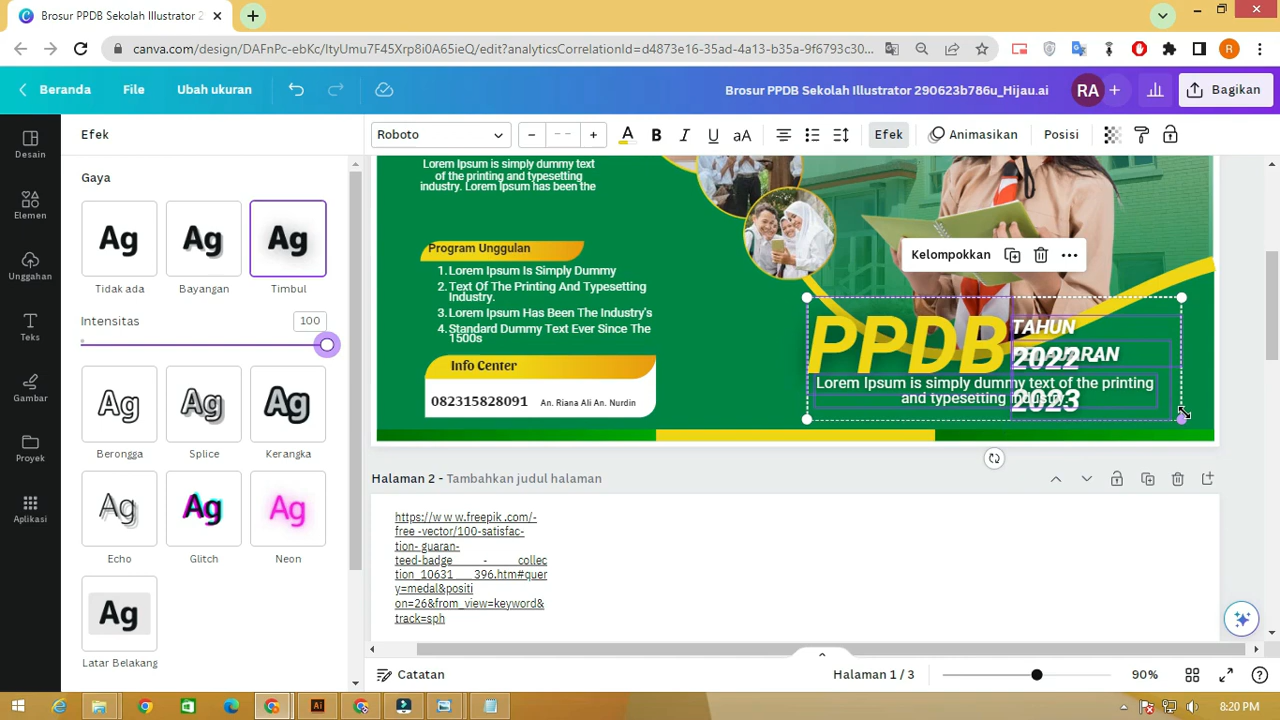 Brosur PPDB Sekolah Illustrator 2
canva.com/design/DAFnPc-ebKc/ItyUmu7F45Xrp8i0A65ieQ/edit?analyticsCorrelationId=d4873e16-35ad-4a13-b35a-9f6793c30...
R
Beranda
File
Ubah ukuran
Brosur PPDB Sekolah Illustrator 290623b786u_Hijau.ai
RA
Bagikan
Desain
Elemen
Unggahan
Teks
Gambar
Proyek
Aplikasi
Efek
Gaya
Ag
Ag
Ag
Tidak ada
Bayangan
Timbul
Intensitas
100
Ag
Ag
Ag
Berongga
Splice
Kerangka
Ag
Ag
Ag
Echo
Glitch
Neon
Ag
Latar Belakang
Roboto
– –
A
B
I
U
aA
Efek
Animasikan
Posisi
Lorem Ipsum is simply dummy text
of the printing and typesetting
industry. Lorem Ipsum has been the
Program Unggulan
1. Lorem Ipsum Is Simply Dummy
2. Text Of The Printing And Typesetting
Industry.
3. Lorem Ipsum Has Been The Industry's
4. Standard Dummy Text Ever Since The
1500s
Info Center
082315828091 An. Riana Ali An. Nurdin
Kelompokkan
PPDB
TAHUN
PELAJARAN
2022 -
2023
Lorem Ipsum is simply dummy text of the printing
and typesetting industry.
Halaman 2 - Tambahkan judul halaman
https://w w w.freepik .com/-
free -vector/100-satisfac-
tion- guaran-
teed-badge - collec
tion_10631 396.htm#quer
y=medal&positi
on=26&from_view=keyword&
track=sph
Catatan
Halaman 1 / 3
90%
Ai
8:20 PM